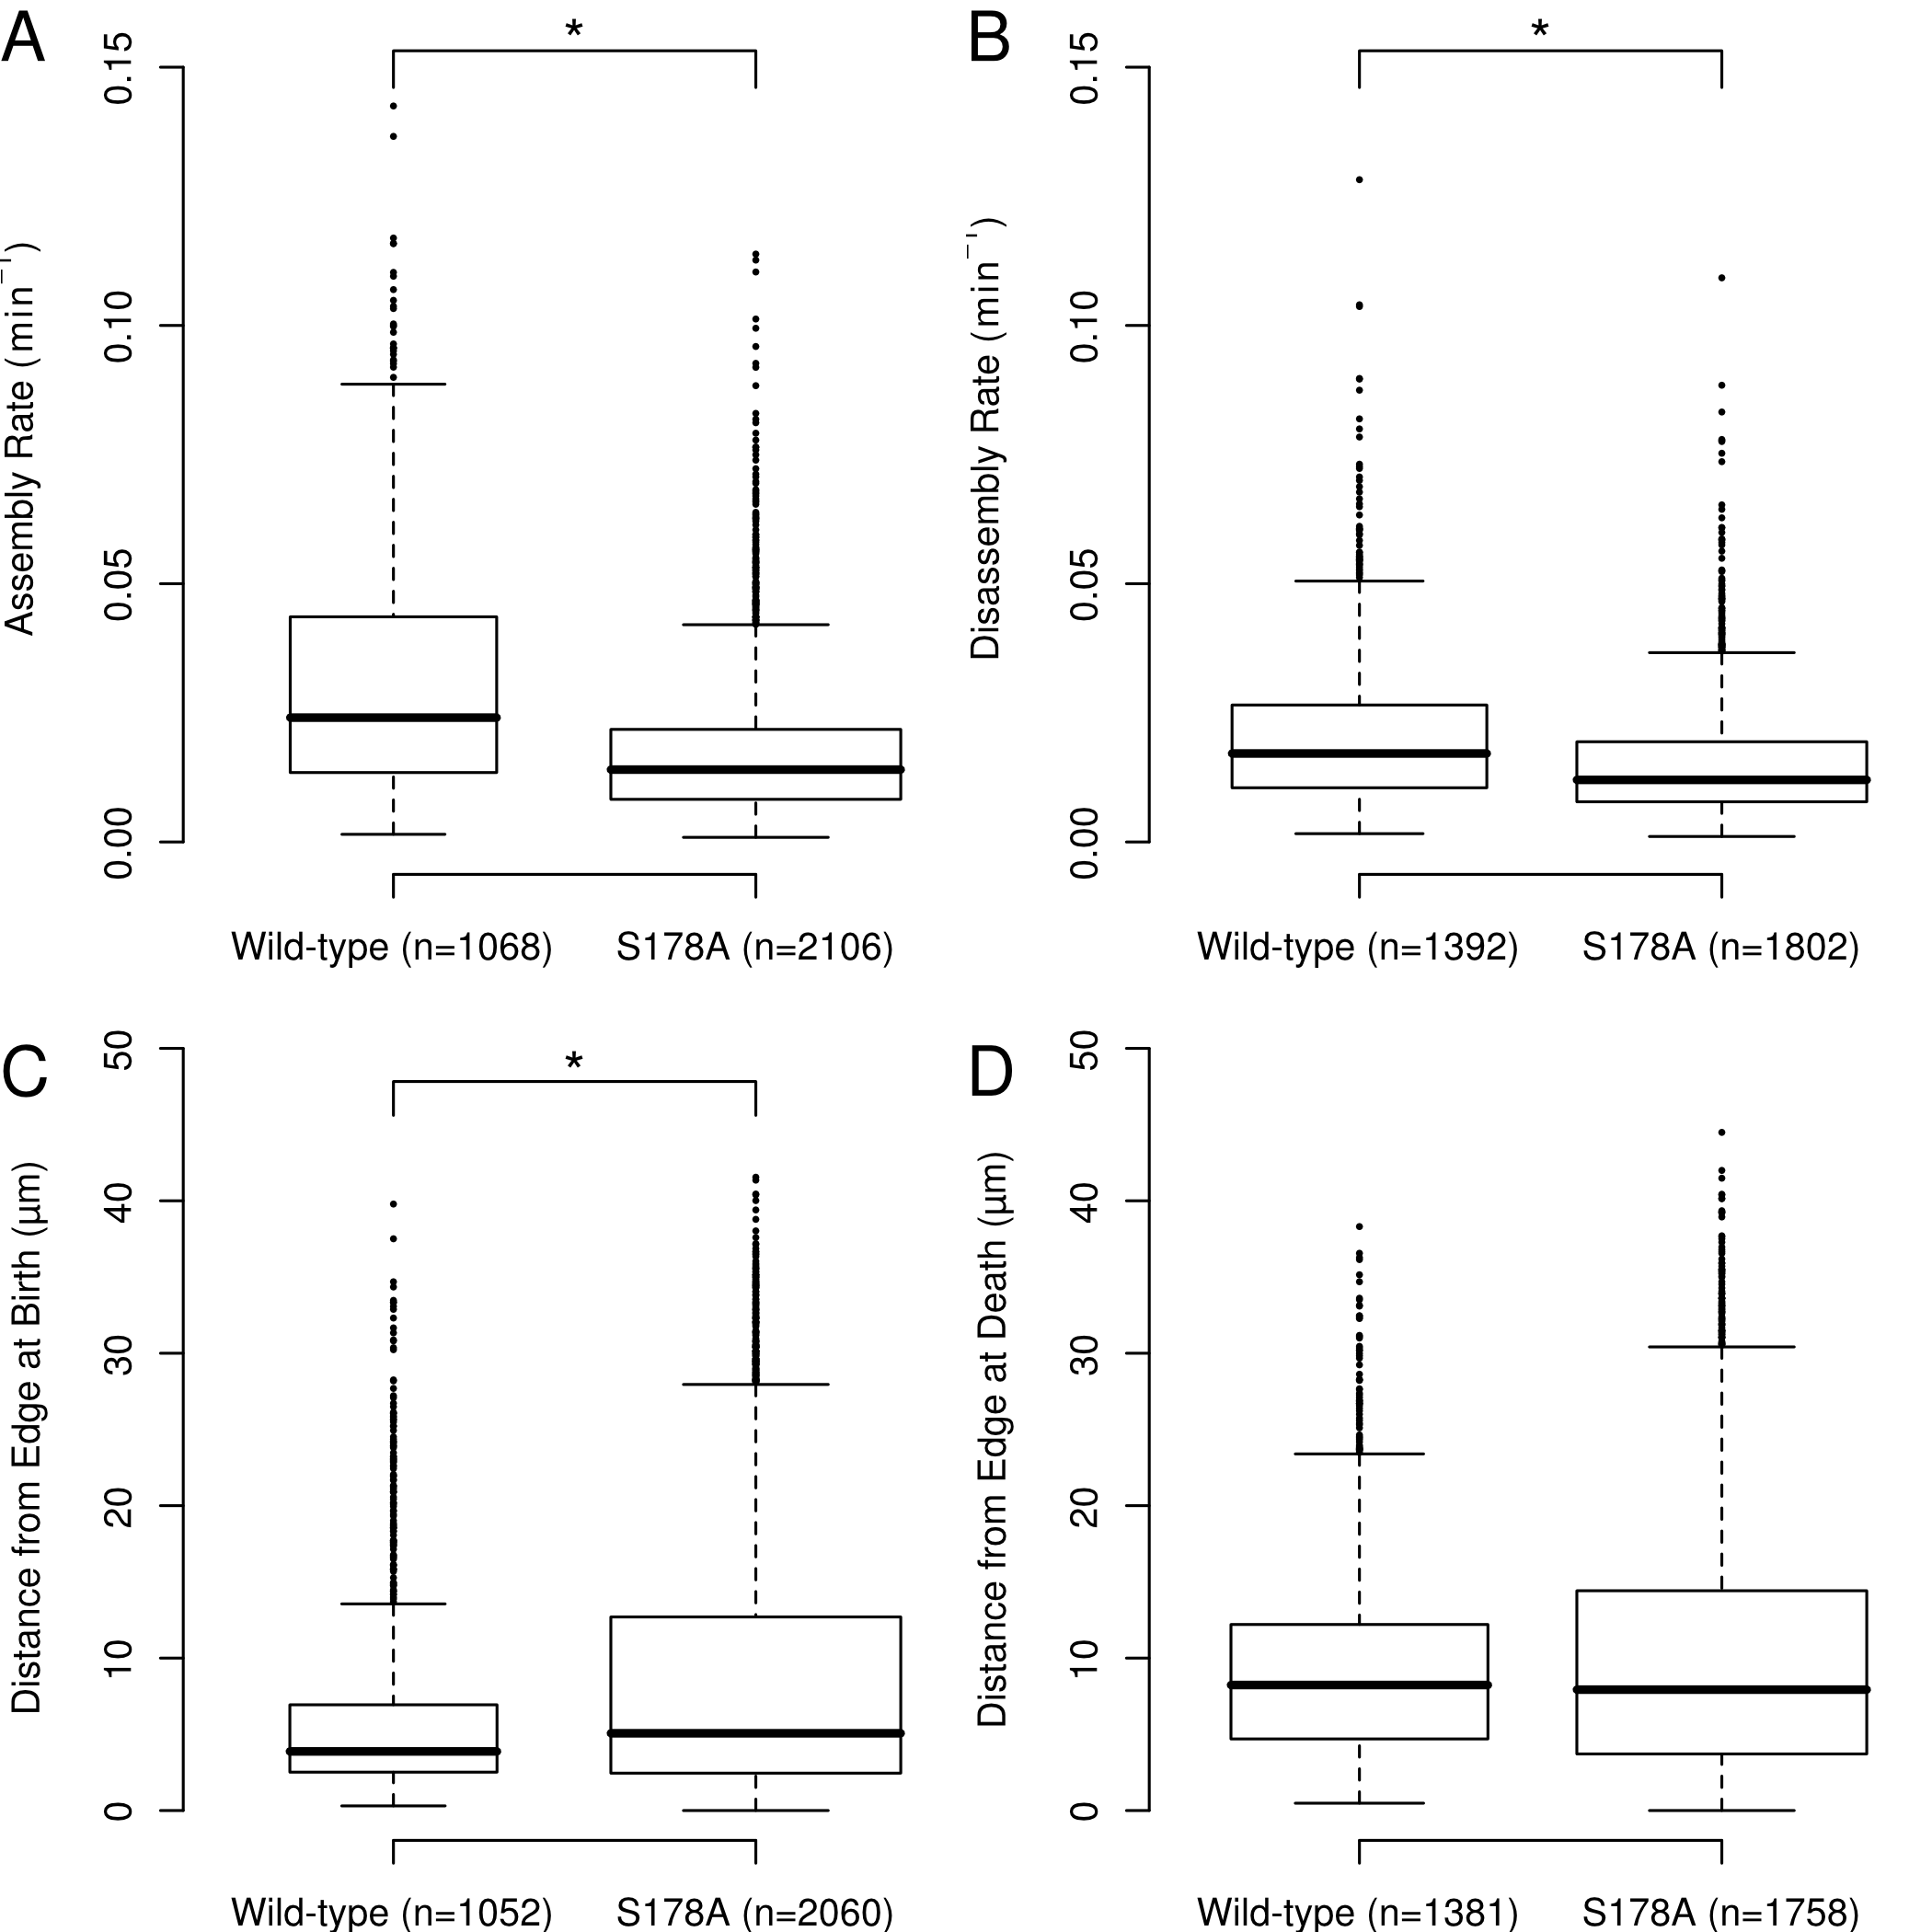 A
*
0.15
0.10
0.05
0.00
Assembly Rate (min⁻¹)
Wild-type (n=1068)
S178A (n=2106)
B
*
0.15
0.10
0.05
0.00
Disassembly Rate (min⁻¹)
Wild-type (n=1392)
S178A (n=1802)
C
*
50
40
30
20
10
0
Distance from Edge at Birth (µm)
Wild-type (n=1052)
S178A (n=2060)
D
50
40
30
20
10
0
Distance from Edge at Death (µm)
Wild-type (n=1381)
S178A (n=1758)